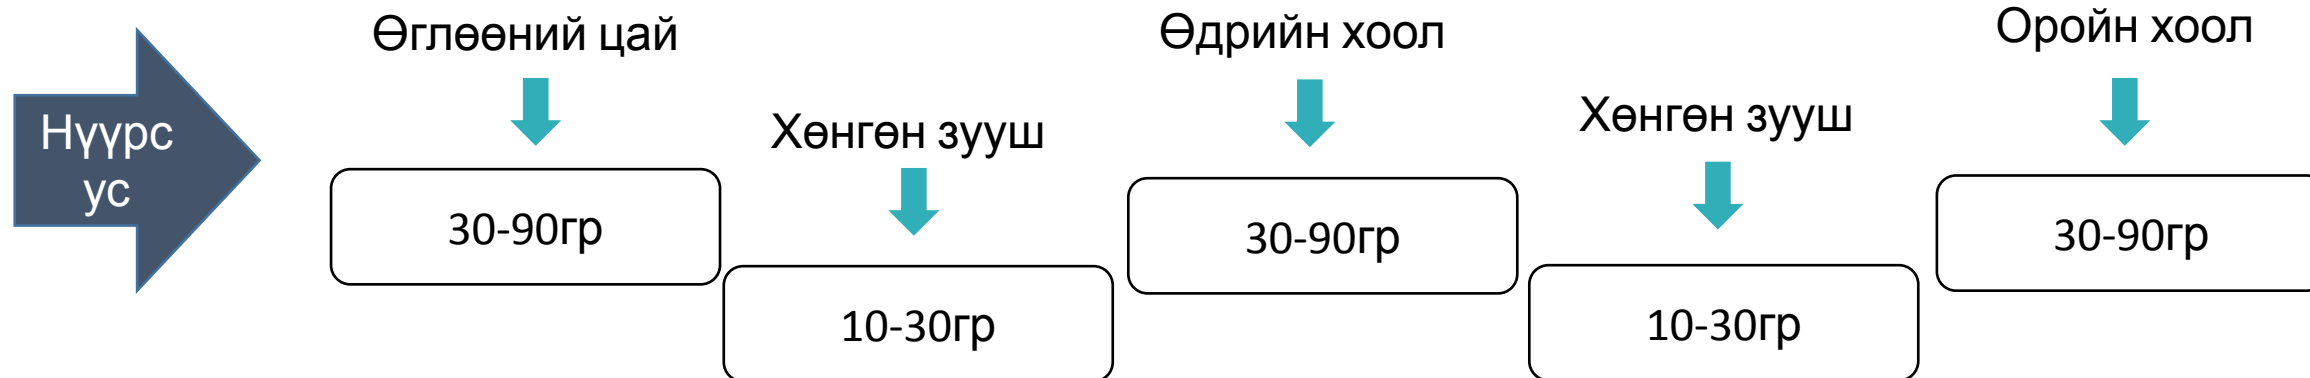 Нүүрс
ус
Өглөөний цай
30-90гр
Хөнгөн зууш
10-30гр
Өдрийн хоол
30-90гр
Хөнгөн зууш
10-30гр
Оройн хоол
30-90гр